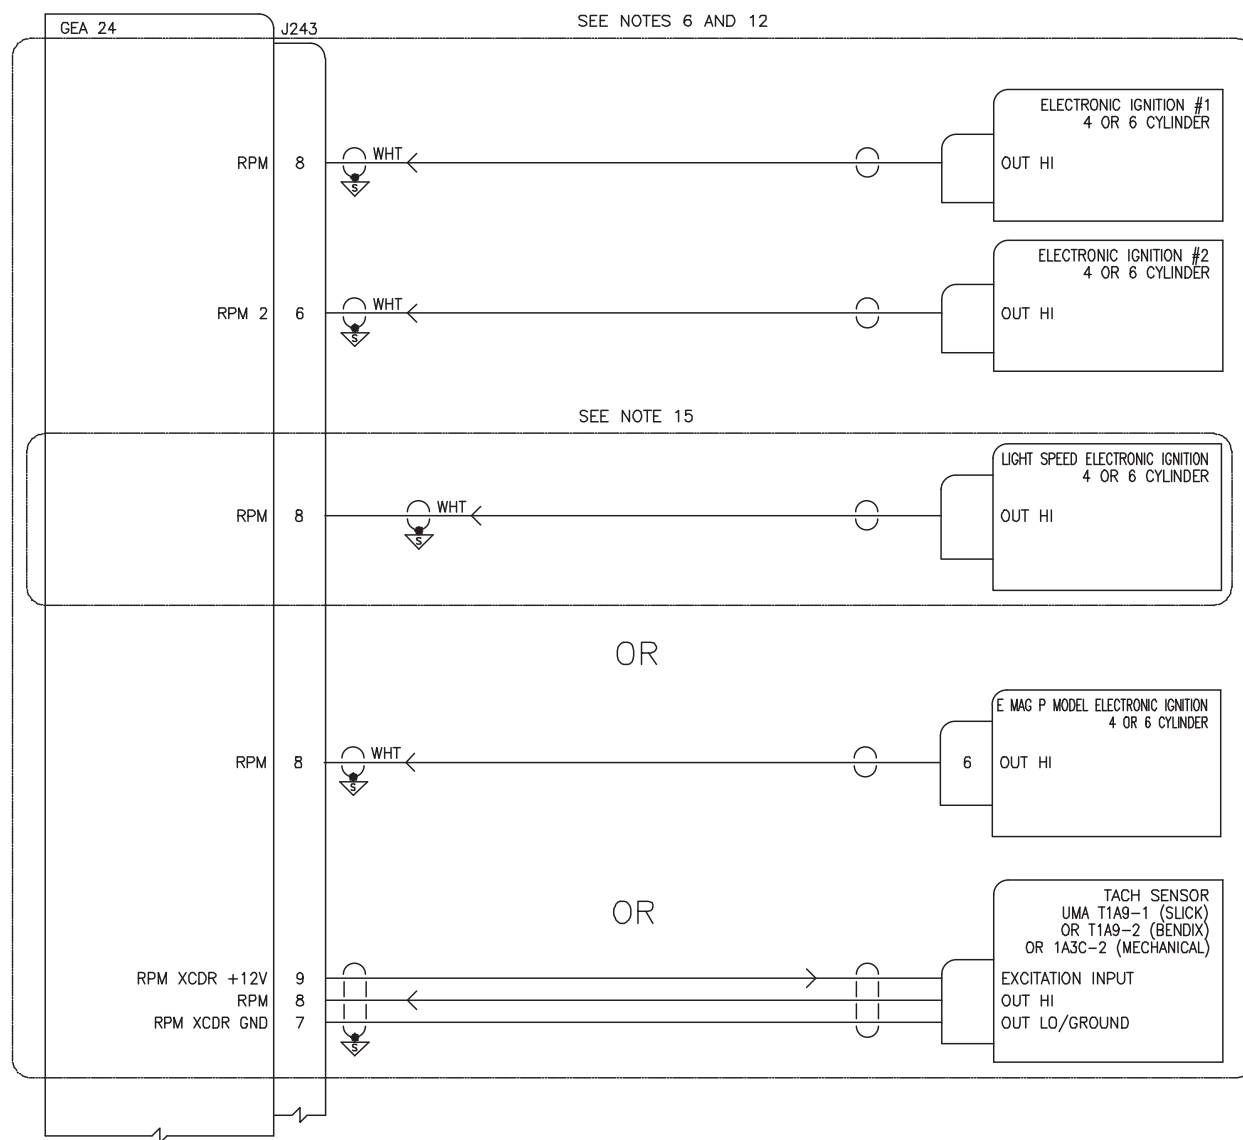 SEE NOTES 6 AND 12
GEA 24
J243
ELECTRONIC IGNITION #1
4 OR 6 CYLINDER
RPM 8 S WHT OUT HI
ELECTRONIC IGNITION #2
4 OR 6 CYLINDER
RPM 2 6 S WHT OUT HI
SEE NOTE 15
LIGHT SPEED ELECTRONIC IGNITION
4 OR 6 CYLINDER
RPM 8 S WHT OUT HI
OR
E MAG P MODEL ELECTRONIC IGNITION
4 OR 6 CYLINDER
RPM 8 S WHT 6 OUT HI
OR
TACH SENSOR
UMA T1A9-1 (SLICK)
OR T1A9-2 (BENDIX)
OR 1A3C-2 (MECHANICAL)
RPM XCDR +12V 9 EXCITATION INPUT
RPM 8 OUT HI
RPM XCDR GND 7 OUT LO/GROUND
S